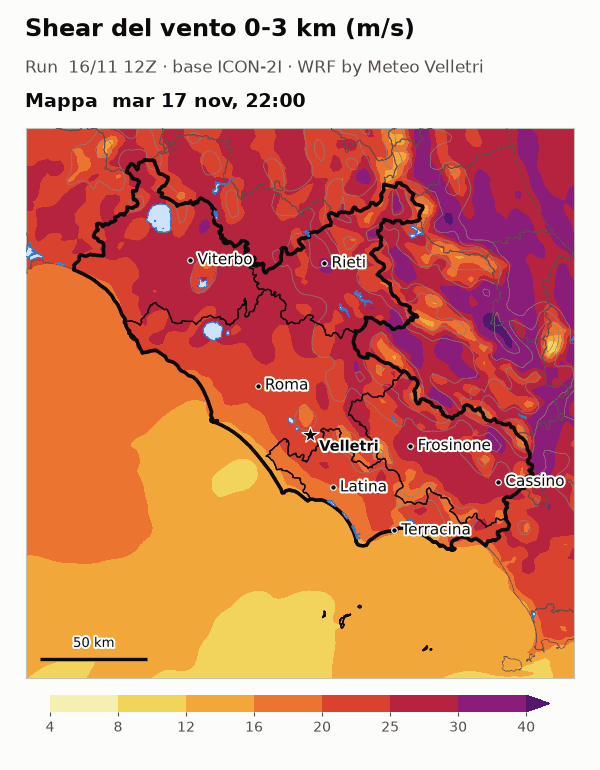 Shear del vento 0-3 km (m/s)
Run  16/11 12Z · base ICON-2I · WRF by Meteo Velletri
Mappa  mar 17 nov, 22:00
Viterbo
Rieti
Roma
Velletri
Frosinone
Cassino
Latina
Terracina
50 km
4 8 12 16 20 25 30 40